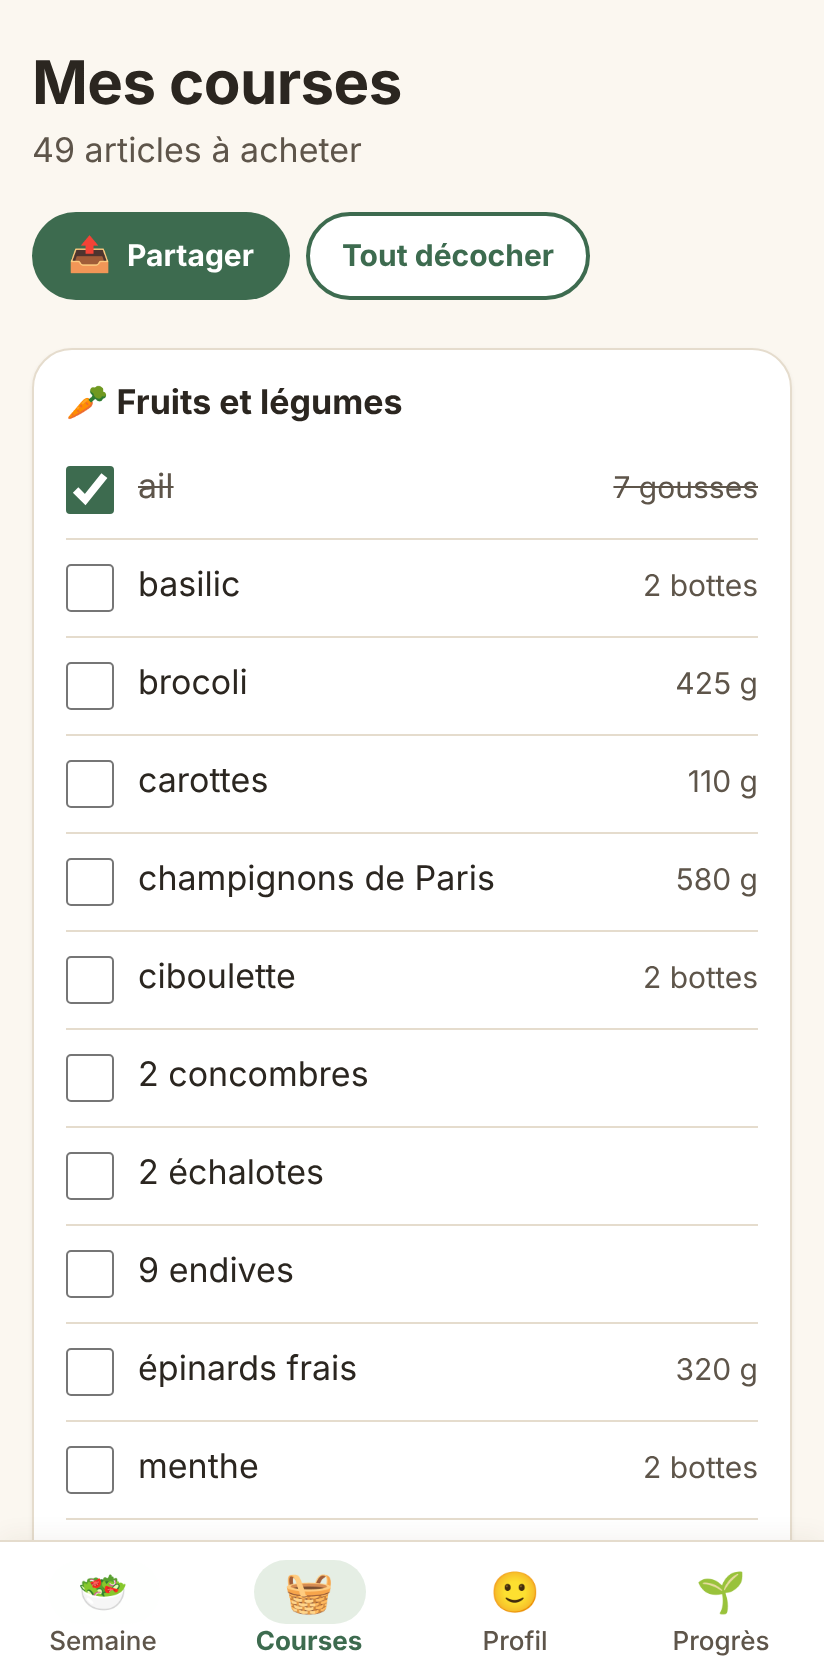 Mes courses
49 articles à acheter
Partager
Tout décocher
Fruits et légumes
ail 7 gousses
basilic 2 bottes
brocoli 425 g
carottes 110 g
champignons de Paris 580 g
ciboulette 2 bottes
2 concombres
2 échalotes
9 endives
épinards frais 320 g
menthe 2 bottes
Semaine Courses Profil Progrès